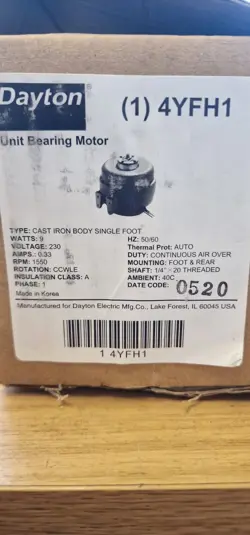 Dayton (1) 4YFH1
Unit Bearing Motor
TYPE: CAST IRON BODY SINGLE FOOT
WATTS: 9 HZ: 50/60
VOLTAGE: 230 Thermal Prot: AUTO
AMPS.: 0.33 DUTY: CONTINUOUS AIR OVER
RPM: 1550 MOUNTING: FOOT & REAR
ROTATION: CCWLE SHAFT: 1/4" × 20 THREADED
INSULATION CLASS: A AMBIENT: 40C
PHASE: 1 DATE CODE: 0520
Made in Korea
Manufactured for Dayton Electric Mfg.Co., Lake Forest, IL 60045 USA
1 4YFH1